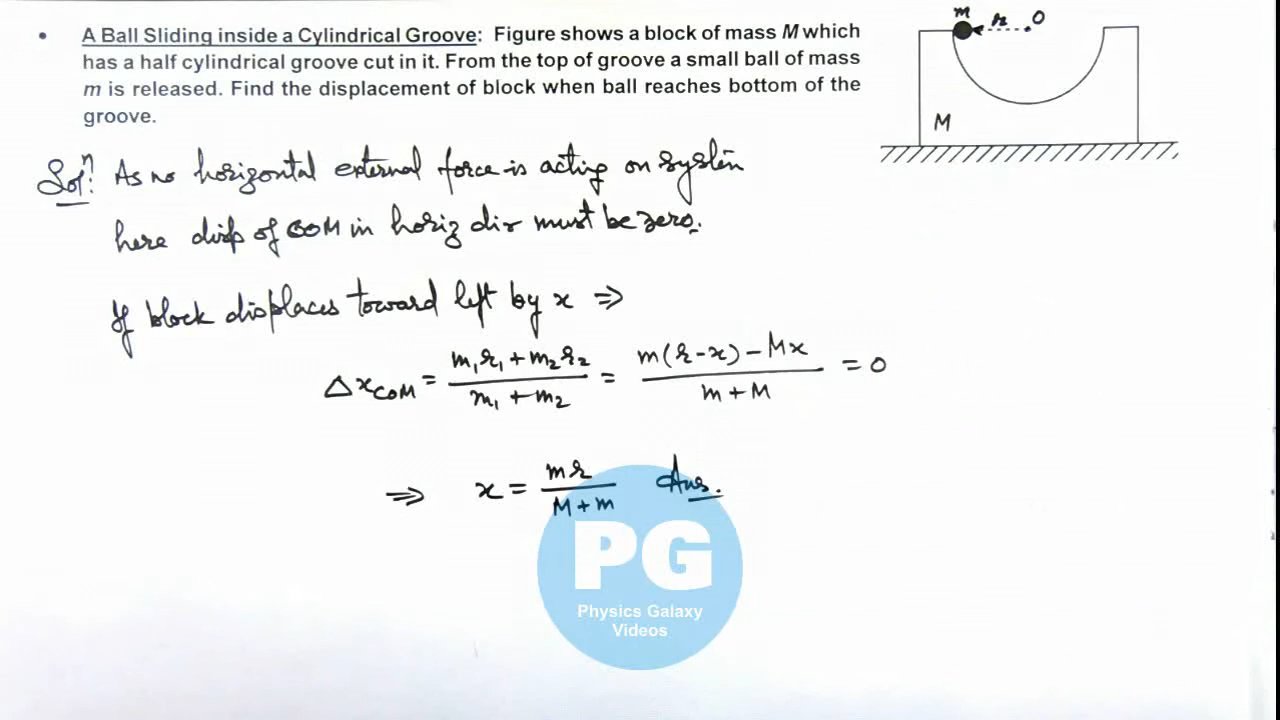 • A Ball Sliding inside a Cylindrical Groove: Figure shows a block of mass M which
has a half cylindrical groove cut in it. From the top of groove a small ball of mass
m is released. Find the displacement of block when ball reaches bottom of the
groove.
m r O
M
Solⁿ: As no horizontal external force is acting on system
here disp of COM in horiz dir must be zero.
If block displaces toward left by x ⇒
Δx_COM = (m₁r₁ + m₂r₂)/(m₁ + m₂) = (m(r-x) - Mx)/(m+M) = 0
⇒ x = mr/(M+m) Ans.
PG
Physics Galaxy
Videos